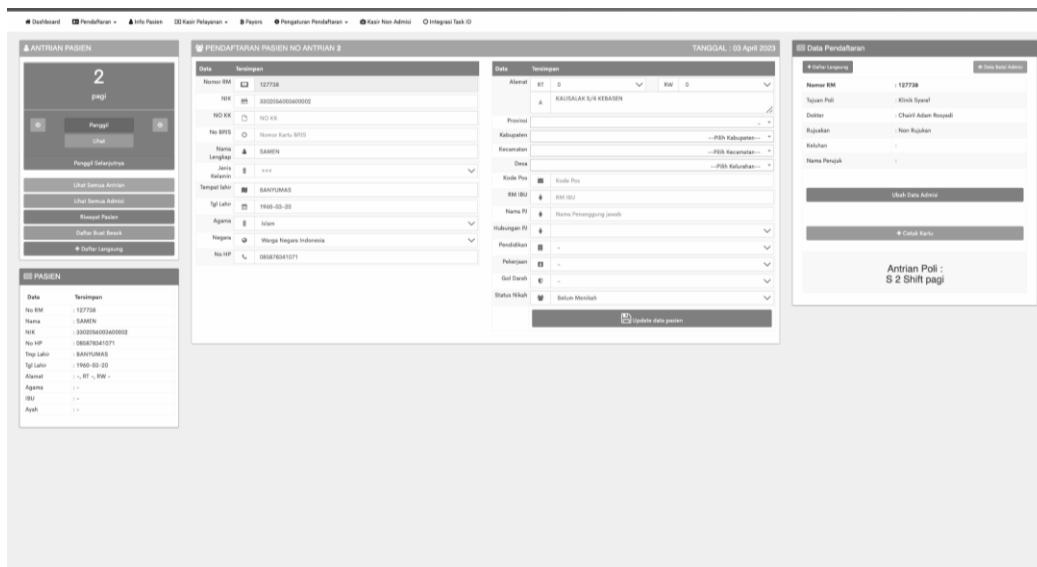 Dashboard Pendaftaran Info Pasien Kasir Pelayanan Payors Pengaturan Pendaftaran Kasir Non Admisi Integrasi Task ID
ANTRIAN PASIEN
2
pagi
Panggil
Lihat
Panggil Selanjutnya
Lihat Semua Antrian
Lihat Semua Admisi
Riwayat Pasien
Daftar Buat Besok
+ Daftar Langsung
PASIEN
Data Tersimpan
No RM : 127738
Nama : SAMEN
NIK : 3302056003600002
No HP : 085878341071
Tmp Lahir : BANYUMAS
Tgl Lahir : 1960-03-20
Alamat : -, RT -, RW -
Agama : -
IBU : -
Ayah : -
PENDAFTARAN PASIEN NO ANTRIAN 2 TANGGAL : 03 April 2023
Data Tersimpan
Nomor RM 127738
NIK 3302056003600002
NO KK NO KK
No BPJS Nomor Kartu BPJS
Nama Lengkap SAMEN
Jenis Kelamin ***
Tempat lahir BANYUMAS
Tgl Lahir 1960-03-20
Agama Islam
Negara Warga Negara Indonesia
No HP 085878341071
Data Tersimpan
Alamat RT 0 RW 0
KALISALAK 5/4 KEBASEN
Provinsi
Kabupaten ---Pilih Kabupaten---
Kecamatan ---Pilih Kecamatan---
Desa ---Pilih Kelurahan---
Kode Pos Kode Pos
RM IBU RM IBU
Nama PJ Nama Penanggung jawab
Hubungan PJ
Pendidikan -
Pekerjaan -
Gol Darah -
Status Nikah Belum Menikah
Update data pasien
Data Pendaftaran
+ Daftar Langsung Data Batal Admisi
Nomor RM : 127738
Tujuan Poli : Klinik Syaraf
Dokter : Chairil Adam Rosyadi
Rujukan : Non Rujukan
Keluhan :
Nama Perujuk :
Ubah Data Admisi
+ Cetak Kartu
Antrian Poli :
S 2 Shift pagi